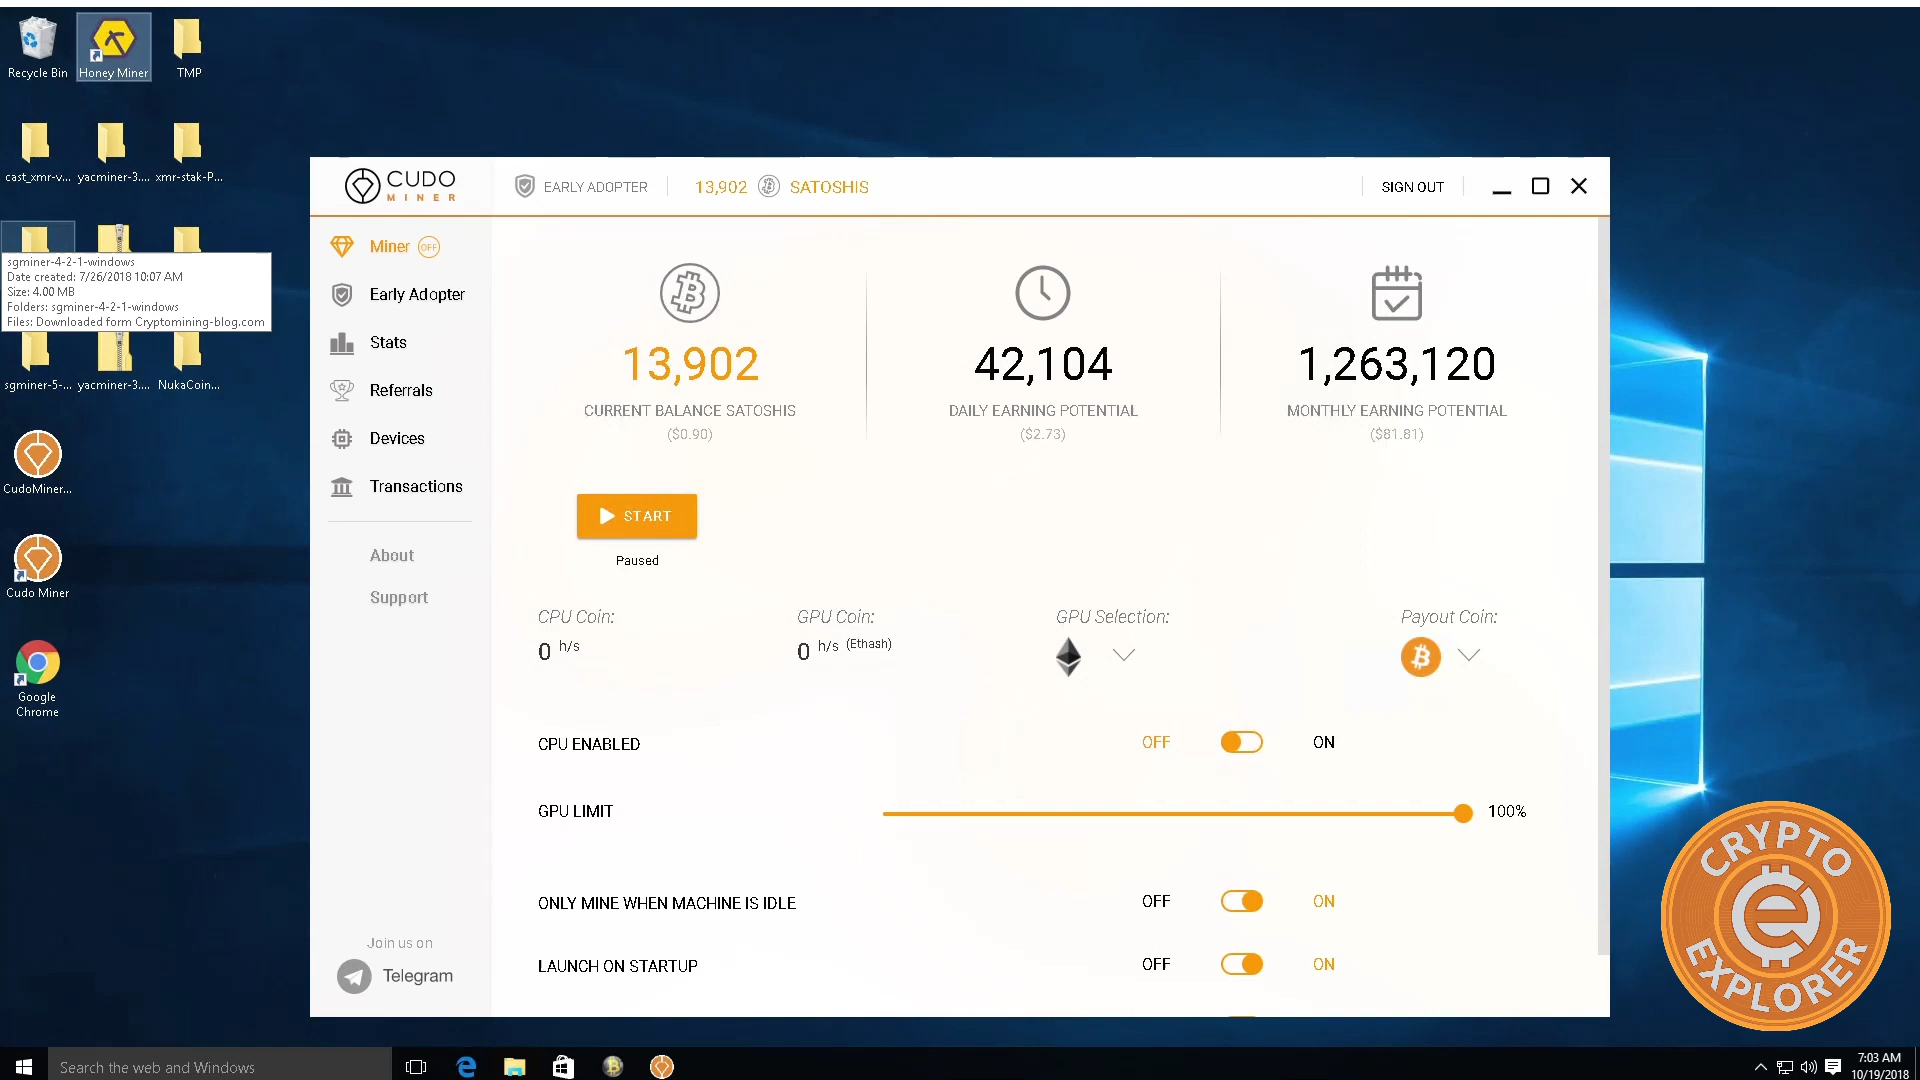 Recycle Bin
Honey Miner
TMP
cast_xmr-v...
yacminer-3....
xmr-stak-P...
sgminer-4-2-1-windows
Date created: 7/26/2018 10:07 AM
Size: 4.00 MB
Folders: sgminer-4-2-1-windows
Files: Downloaded form Cryptomining-blog.com
sgminer-5-...
yacminer-3....
NukaCoin...
CudoMiner...
Cudo Miner
Google
Chrome
CUDO
MINER
EARLY ADOPTER
13,902 SATOSHIS
SIGN OUT
Miner OFF
Early Adopter
Stats
Referrals
Devices
Transactions
About
Support
Join us on
Telegram
13,902
CURRENT BALANCE SATOSHIS
($0.90)
42,104
DAILY EARNING POTENTIAL
($2.73)
1,263,120
MONTHLY EARNING POTENTIAL
($81.81)
START
Paused
CPU Coin:
0 h/s
GPU Coin:
0 h/s (Ethash)
GPU Selection:
Payout Coin:
CPU ENABLED
OFF
ON
GPU LIMIT
100%
ONLY MINE WHEN MACHINE IS IDLE
OFF
ON
LAUNCH ON STARTUP
OFF
ON
CRYPTO
EXPLORER
Search the web and Windows
7:03 AM
10/19/2018